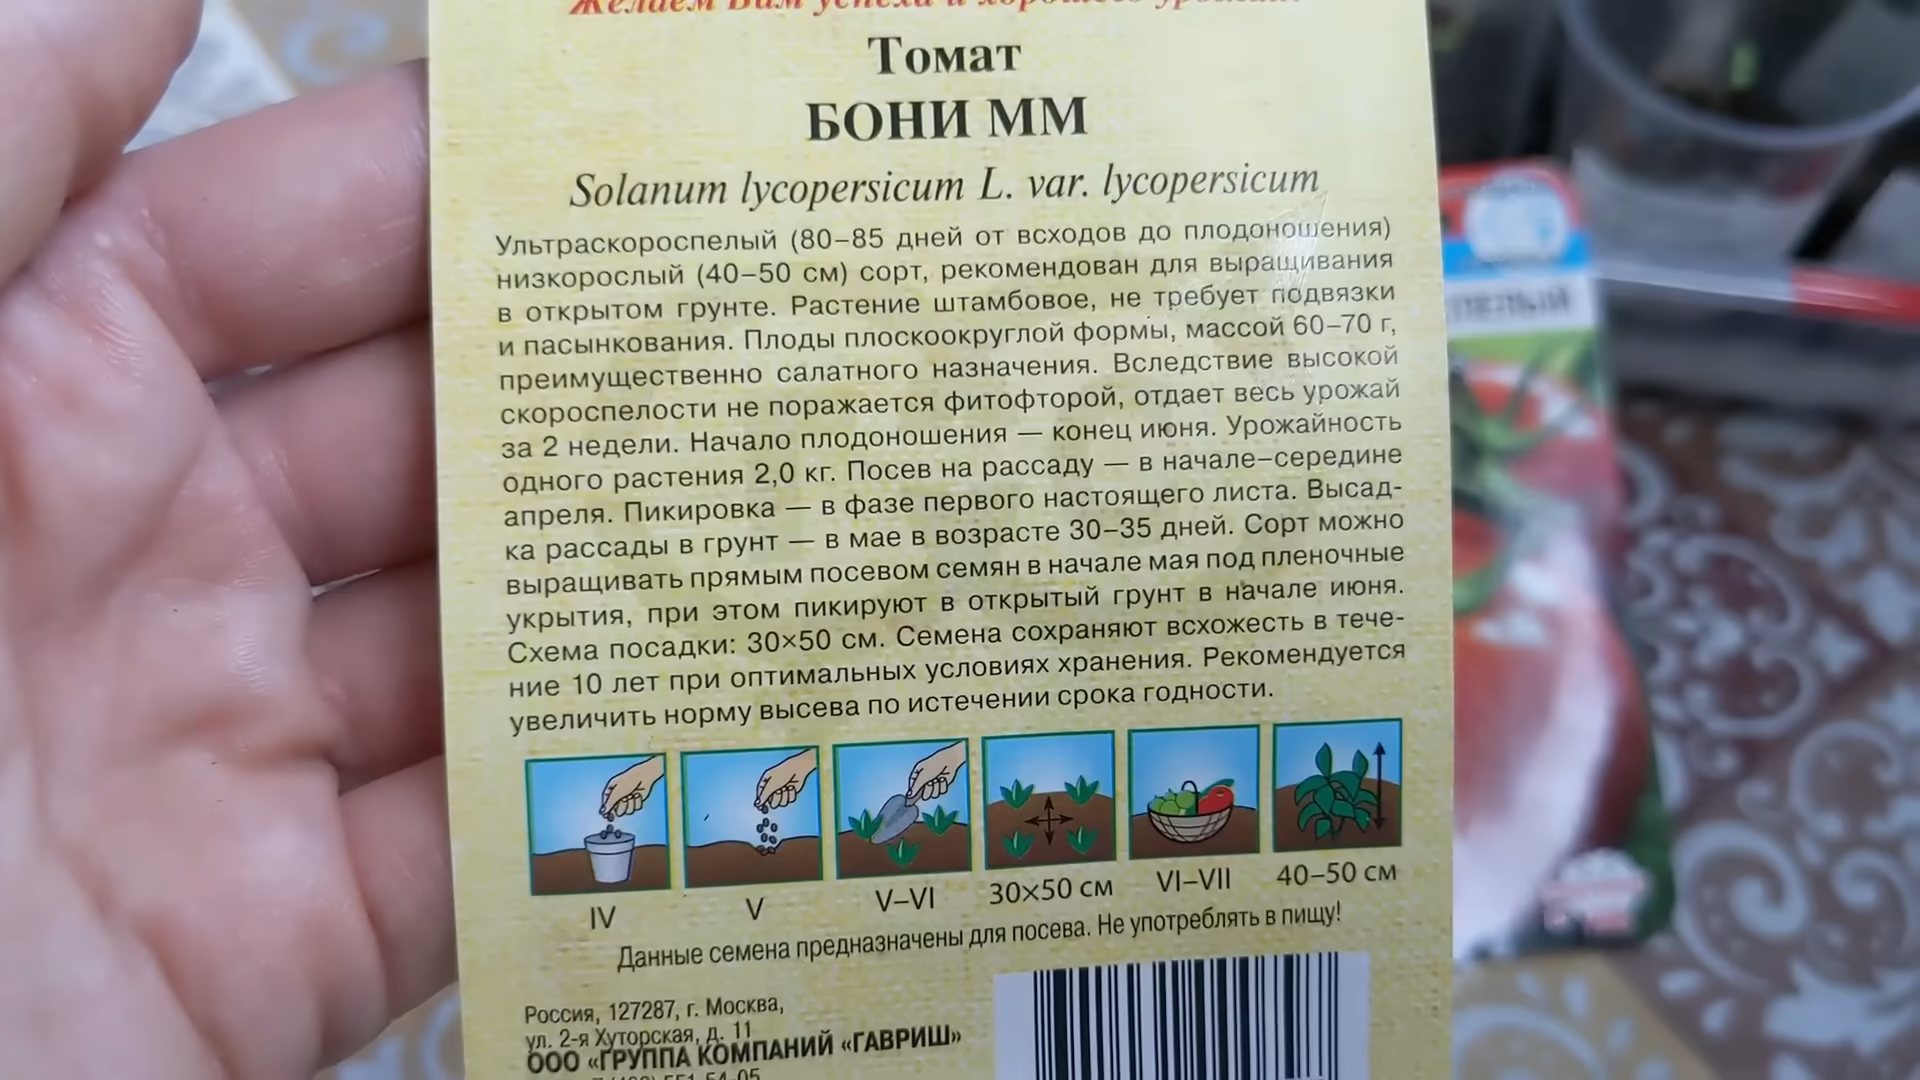 Желаем Вам успеха и хорошего урожая!
Томат
БОНИ ММ
Solanum lycopersicum L. var. lycopersicum
Ультраскороспелый (80–85 дней от всходов до плодоношения)
низкорослый (40–50 см) сорт, рекомендован для выращивания
в открытом грунте. Растение штамбовое, не требует подвязки
и пасынкования. Плоды плоскоокруглой формы, массой 60–70 г,
преимущественно салатного назначения. Вследствие высокой
скороспелости не поражается фитофторой, отдает весь урожай
за 2 недели. Начало плодоношения — конец июня. Урожайность
одного растения 2,0 кг. Посев на рассаду — в начале–середине
апреля. Пикировка — в фазе первого настоящего листа. Высад-
ка рассады в грунт — в мае в возрасте 30–35 дней. Сорт можно
выращивать прямым посевом семян в начале мая под пленочные
укрытия, при этом пикируют в открытый грунт в начале июня.
Схема посадки: 30×50 см. Семена сохраняют всхожесть в тече-
ние 10 лет при оптимальных условиях хранения. Рекомендуется
увеличить норму высева по истечении срока годности.
IV V V–VI 30×50 см VI–VII 40–50 см
Данные семена предназначены для посева. Не употреблять в пищу!
Россия, 127287, г. Москва,
ул. 2-я Хуторская, д. 11
ООО «ГРУППА КОМПАНИЙ «ГАВРИШ»